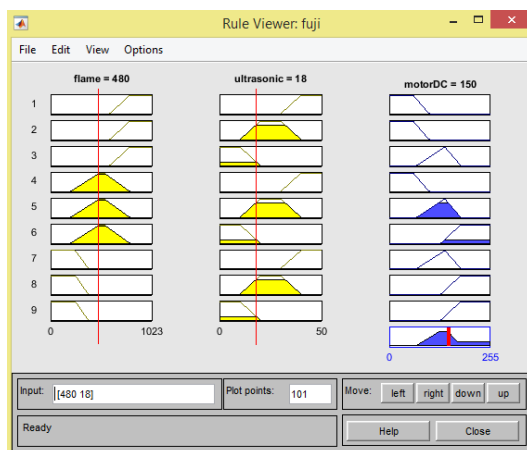 Rule Viewer: fuji
File Edit View Options
flame = 480 ultrasonic = 18 motorDC = 150
1
2
3
4
5
6
7
8
9
0 1023 0 50
0 255
Input: [480 18] Plot points: 101 Move: left right down up
Ready Help Close